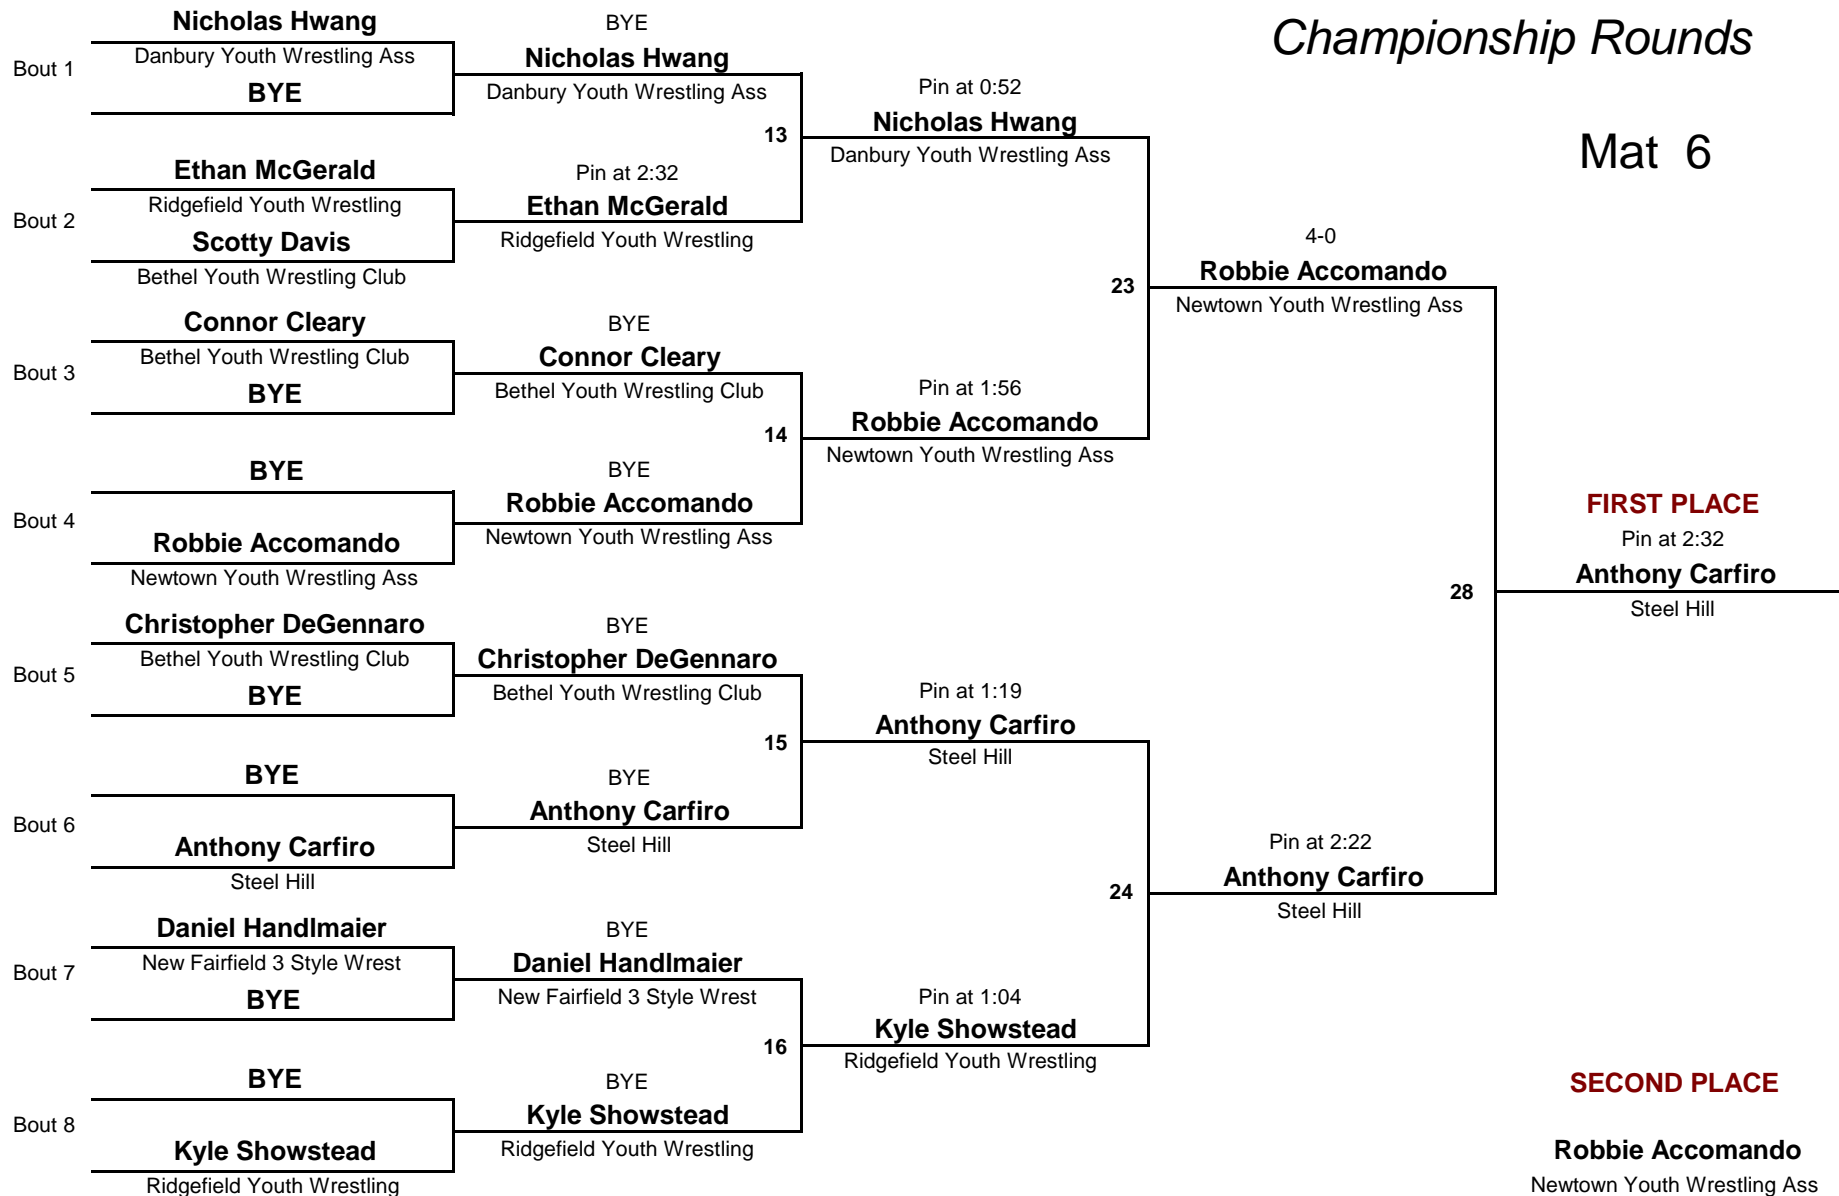 Championship Rounds
Mat 6
Bout 1
Nicholas Hwang
Danbury Youth Wrestling Ass
BYE
Bout 2
Ethan McGerald
Ridgefield Youth Wrestling
Scotty Davis
Bethel Youth Wrestling Club
Bout 3
Connor Cleary
Bethel Youth Wrestling Club
BYE
Bout 4
BYE
Robbie Accomando
Newtown Youth Wrestling Ass
Bout 5
Christopher DeGennaro
Bethel Youth Wrestling Club
BYE
Bout 6
BYE
Anthony Carfiro
Steel Hill
Bout 7
Daniel Handlmaier
New Fairfield 3 Style Wrest
BYE
Bout 8
BYE
Kyle Showstead
Ridgefield Youth Wrestling
BYE
Nicholas Hwang
Danbury Youth Wrestling Ass
13
Pin at 2:32
Ethan McGerald
Ridgefield Youth Wrestling
BYE
Connor Cleary
Bethel Youth Wrestling Club
14
BYE
Robbie Accomando
Newtown Youth Wrestling Ass
BYE
Christopher DeGennaro
Bethel Youth Wrestling Club
15
BYE
Anthony Carfiro
Steel Hill
BYE
Daniel Handlmaier
New Fairfield 3 Style Wrest
16
BYE
Kyle Showstead
Ridgefield Youth Wrestling
Pin at 0:52
Nicholas Hwang
Danbury Youth Wrestling Ass
23
Pin at 1:56
Robbie Accomando
Newtown Youth Wrestling Ass
Pin at 1:19
Anthony Carfiro
Steel Hill
24
Pin at 1:04
Kyle Showstead
Ridgefield Youth Wrestling
4-0
Robbie Accomando
Newtown Youth Wrestling Ass
28
Pin at 2:22
Anthony Carfiro
Steel Hill
FIRST PLACE
Pin at 2:32
Anthony Carfiro
Steel Hill
SECOND PLACE
Robbie Accomando
Newtown Youth Wrestling Ass